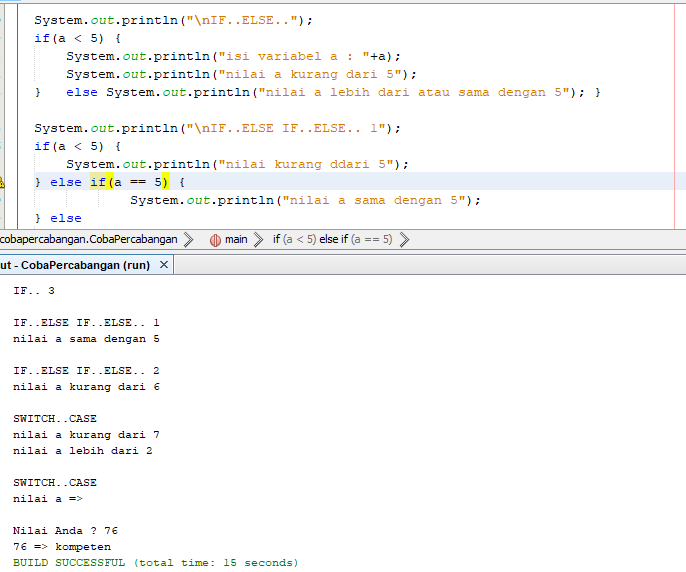 System.out.println("\nIF..ELSE..");
if(a < 5) {
System.out.println("isi variabel a : "+a);
System.out.println("nilai a kurang dari 5");
}   else System.out.println("nilai a lebih dari atau sama dengan 5"); }
System.out.println("\nIF..ELSE IF..ELSE.. 1");
if(a < 5) {
System.out.println("nilai kurang ddari 5");
} else if(a == 5) {
System.out.println("nilai a sama dengan 5");
} else
cobapercabangan.CobaPercabangan main if (a < 5) else if (a == 5)
ut - CobaPercabangan (run) ×
IF.. 3
IF..ELSE IF..ELSE.. 1
nilai a sama dengan 5
IF..ELSE IF..ELSE.. 2
nilai a kurang dari 6
SWITCH..CASE
nilai a kurang dari 7
nilai a lebih dari 2
SWITCH..CASE
nilai a =>
Nilai Anda ? 76
76 => kompeten
BUILD SUCCESSFUL (total time: 15 seconds)